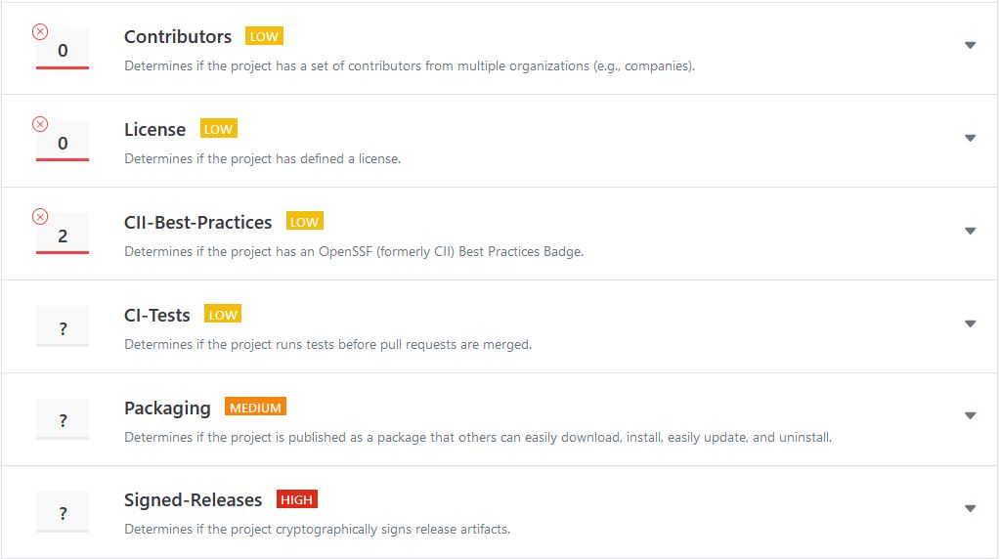 0
Contributors LOW
Determines if the project has a set of contributors from multiple organizations (e.g., companies).
0
License LOW
Determines if the project has defined a license.
2
CII-Best-Practices LOW
Determines if the project has an OpenSSF (formerly CII) Best Practices Badge.
?
CI-Tests LOW
Determines if the project runs tests before pull requests are merged.
?
Packaging MEDIUM
Determines if the project is published as a package that others can easily download, install, easily update, and uninstall.
?
Signed-Releases HIGH
Determines if the project cryptographically signs release artifacts.